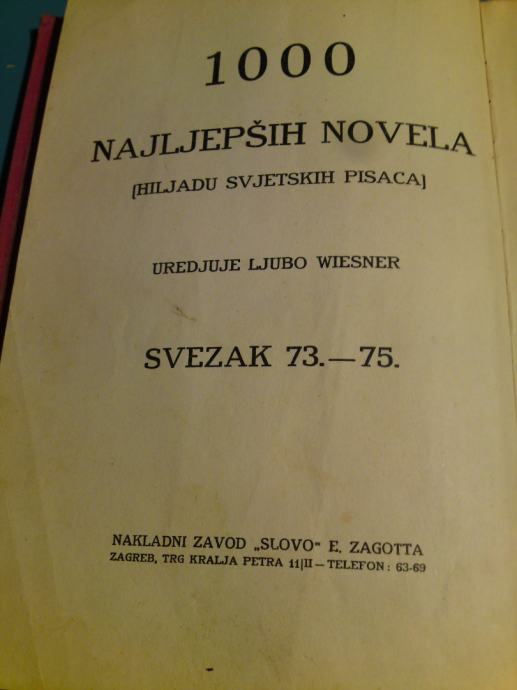 1000
NAJLJEPŠIH NOVELA
[HILJADU SVJETSKIH PISACA]
UREDJUJE LJUBO WIESNER
SVEZAK 73.—75.
NAKLADNI ZAVOD „SLOVO“ E. ZAGOTTA
ZAGREB, TRG KRALJA PETRA 11|II — TELEFON: 63-69